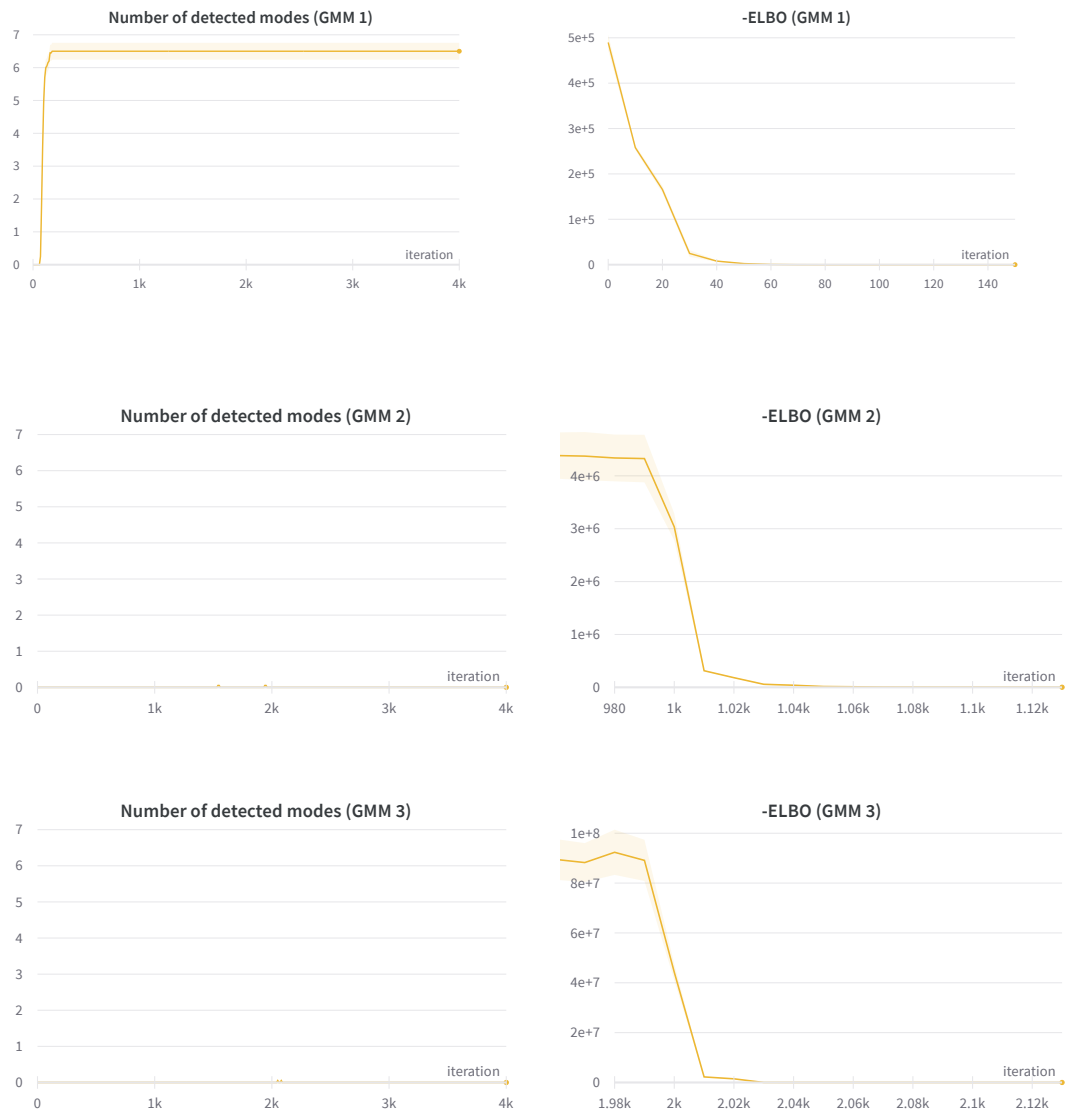 Number of detected modes (GMM 1)
7
6
5
4
3
2
1
0
iteration
0 1k 2k 3k 4k
-ELBO (GMM 1)
5e+5
4e+5
3e+5
2e+5
1e+5
0
iteration
0 20 40 60 80 100 120 140
Number of detected modes (GMM 2)
7
6
5
4
3
2
1
0
iteration
0 1k 2k 3k 4k
-ELBO (GMM 2)
4e+6
3e+6
2e+6
1e+6
0
iteration
980 1k 1.02k 1.04k 1.06k 1.08k 1.1k 1.12k
Number of detected modes (GMM 3)
7
6
5
4
3
2
1
0
iteration
0 1k 2k 3k 4k
-ELBO (GMM 3)
1e+8
8e+7
6e+7
4e+7
2e+7
0
iteration
1.98k 2k 2.02k 2.04k 2.06k 2.08k 2.1k 2.12k